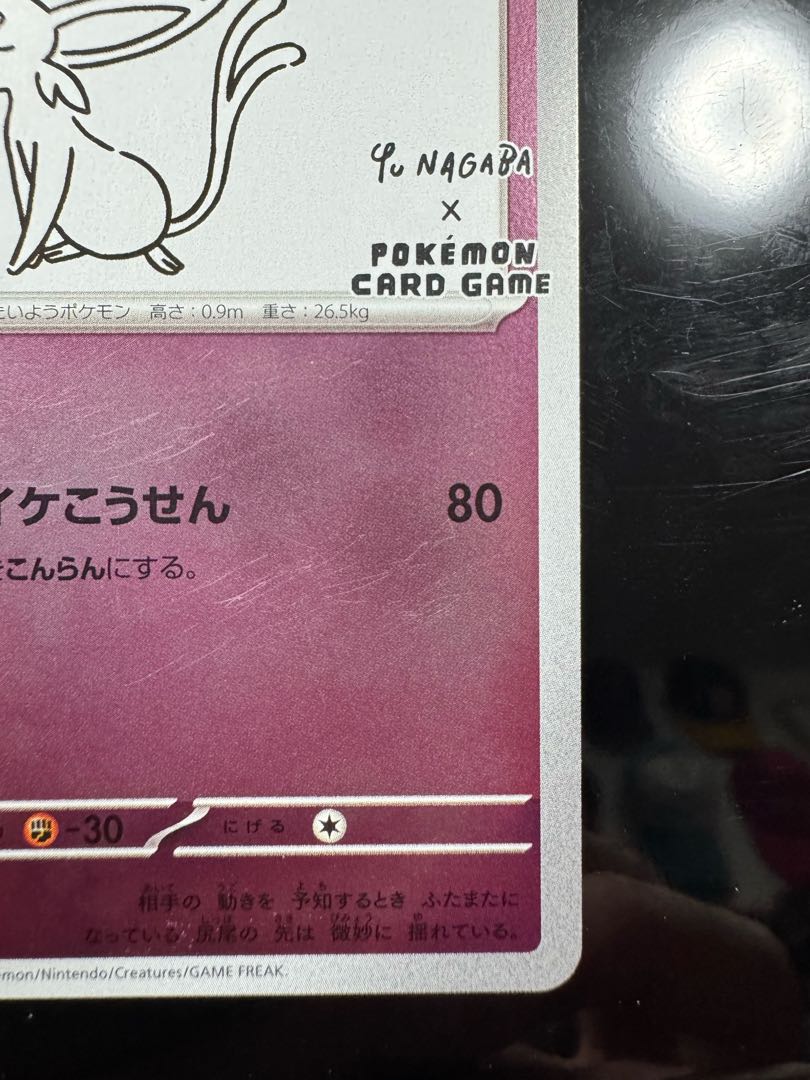 Yu NAGABA
×
POKÉMON
CARD GAME
いようポケモン 高さ：0.9m 重さ：26.5kg
イケこうせん 80
こんらんにする。
-30 にげる
相手の 動きを 予知するとき ふたまたに
なっている 尻尾の 先は 微妙に 揺れている。
mon/Nintendo/Creatures/GAME FREAK.